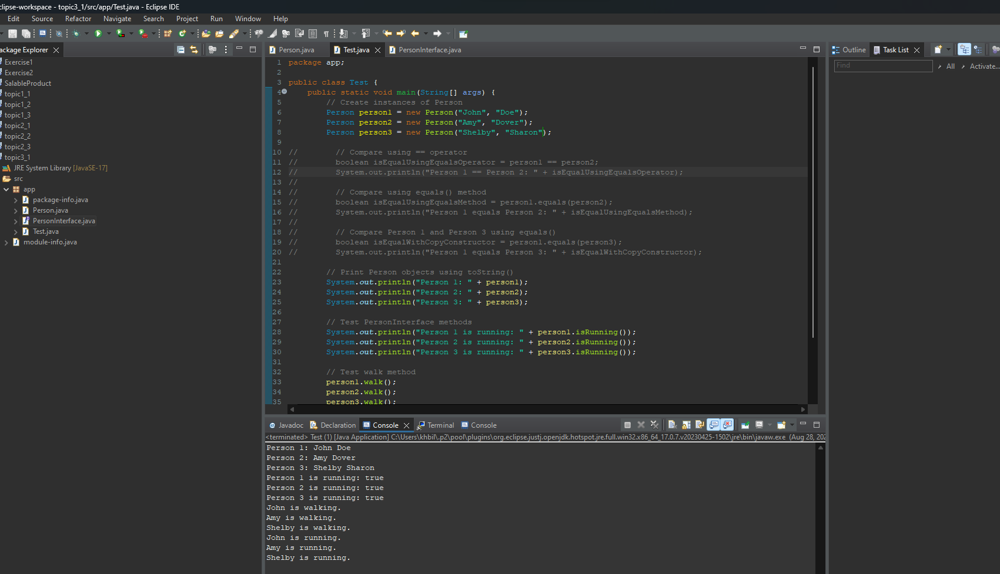 clipse-workspace - topic3_1/src/app/Test.java - Eclipse IDE
Edit Source Refactor Navigate Search Project Run Window Help
ackage Explorer
Exercise1
Exercise2
SalableProduct
topic1_1
topic1_2
topic1_3
topic2_1
topic2_2
topic2_3
topic3_1
JRE System Library [JavaSE-17]
src
app
package-info.java
Person.java
PersonInterface.java
Test.java
module-info.java
Person.java Test.java PersonInterface.java
1 package app;
2
3 public class Test {
4 public static void main(String[] args) {
5 // Create instances of Person
6 Person person1 = new Person("John", "Doe");
7 Person person2 = new Person("Amy", "Dover");
8 Person person3 = new Person("Shelby", "Sharon");
9
10 // // Compare using == operator
11 // boolean isEqualUsingEqualsOperator = person1 == person2;
12 // System.out.println("Person 1 == Person 2: " + isEqualUsingEqualsOperator);
13 //
14 // // Compare using equals() method
15 // boolean isEqualUsingEqualsMethod = person1.equals(person2);
16 // System.out.println("Person 1 equals Person 2: " + isEqualUsingEqualsMethod);
17 //
18 // // Compare Person 1 and Person 3 using equals()
19 // boolean isEqualWithCopyConstructor = person1.equals(person3);
20 // System.out.println("Person 1 equals Person 3: " + isEqualWithCopyConstructor);
21
22 // Print Person objects using toString()
23 System.out.println("Person 1: " + person1);
24 System.out.println("Person 2: " + person2);
25 System.out.println("Person 3: " + person3);
26
27 // Test PersonInterface methods
28 System.out.println("Person 1 is running: " + person1.isRunning());
29 System.out.println("Person 2 is running: " + person2.isRunning());
30 System.out.println("Person 3 is running: " + person3.isRunning());
31
32 // Test walk method
33 person1.walk();
34 person2.walk();
35 person3.walk();
Outline Task List
Find All Activate...
Javadoc Declaration Console Terminal Console
<terminated> Test (1) [Java Application] C:\Users\khbil\.p2\pool\plugins\org.eclipse.justj.openjdk.hotspot.jre.full.win32.x86_64_17.0.7.v20230425-1502\jre\bin\javaw.exe (Aug 28, 202
Person 1: John Doe
Person 2: Amy Dover
Person 3: Shelby Sharon
Person 1 is running: true
Person 2 is running: true
Person 3 is running: true
John is walking.
Amy is walking.
Shelby is walking.
John is running.
Amy is running.
Shelby is running.